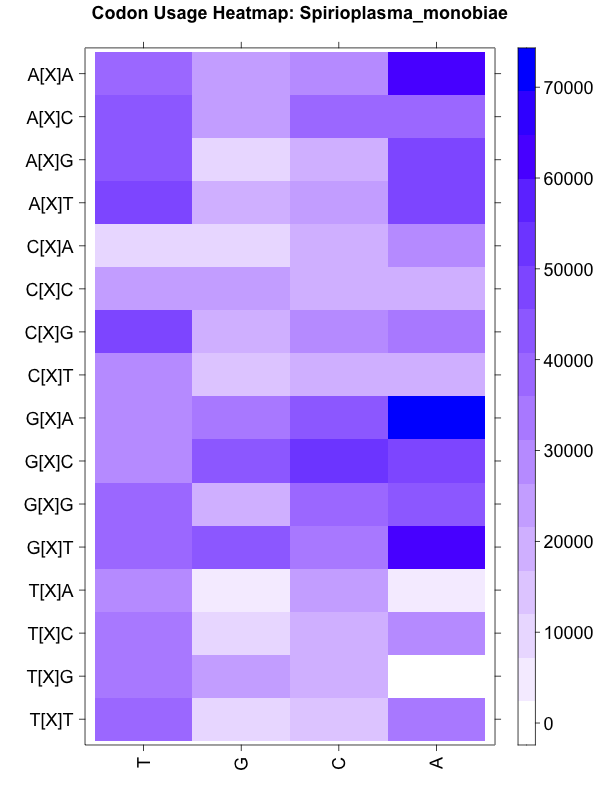 Codon Usage Heatmap: Spirioplasma_monobiae
A[X]A
A[X]C
A[X]G
A[X]T
C[X]A
C[X]C
C[X]G
C[X]T
G[X]A
G[X]C
G[X]G
G[X]T
T[X]A
T[X]C
T[X]G
T[X]T
T
G
C
A
70000
60000
50000
40000
30000
20000
10000
0